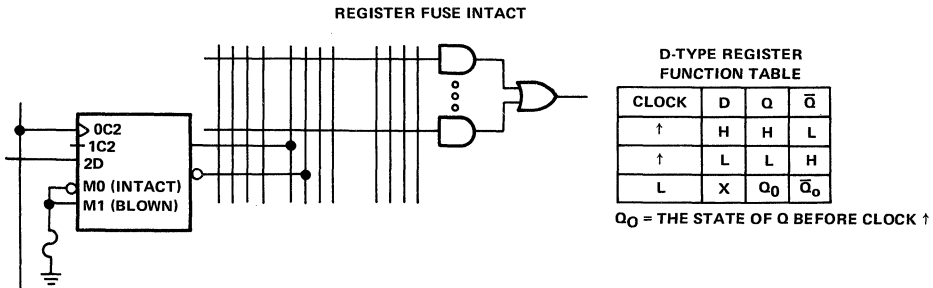 REGISTER FUSE INTACT
0C2
1C2
2D
M0 (INTACT)
M1 (BLOWN)
D-TYPE REGISTER
FUNCTION TABLE
CLOCK D Q Q̅
↑ H H L
↑ L L H
L X Q₀ Q̅₀
Q₀ = THE STATE OF Q BEFORE CLOCK ↑